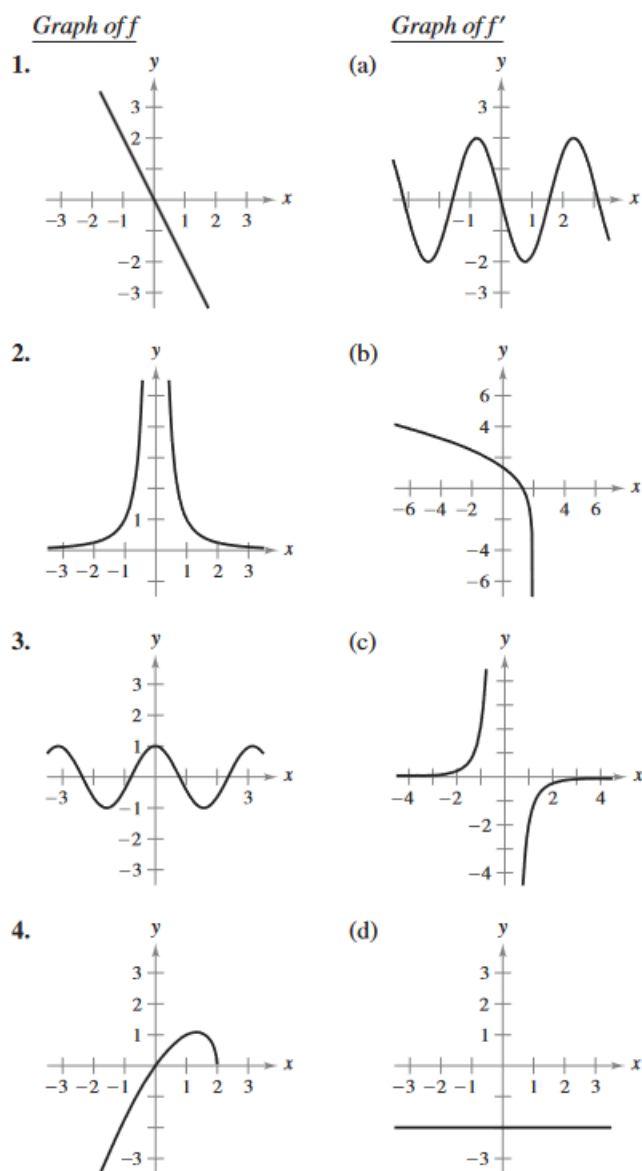 Graph of f Graph of f′
1. (a)
y y
3 3
2
x x
−3 −2 −1 1 2 3 −1 1 2
−2 −2
−3 −3
2. (b)
y y
6
4
1
x x
−3 −2 −1 1 2 3 −6 −4 −2 4 6
−4
−6
3. (c)
y y
3
2
1
x x
−3 3 −4 −2 2 4
−1
−2 −2
−3 −4
4. (d)
y y
3 3
2 2
1 1
x x
−3 −2 −1 1 2 3 −3 −2 −1 1 2 3
−3 −3